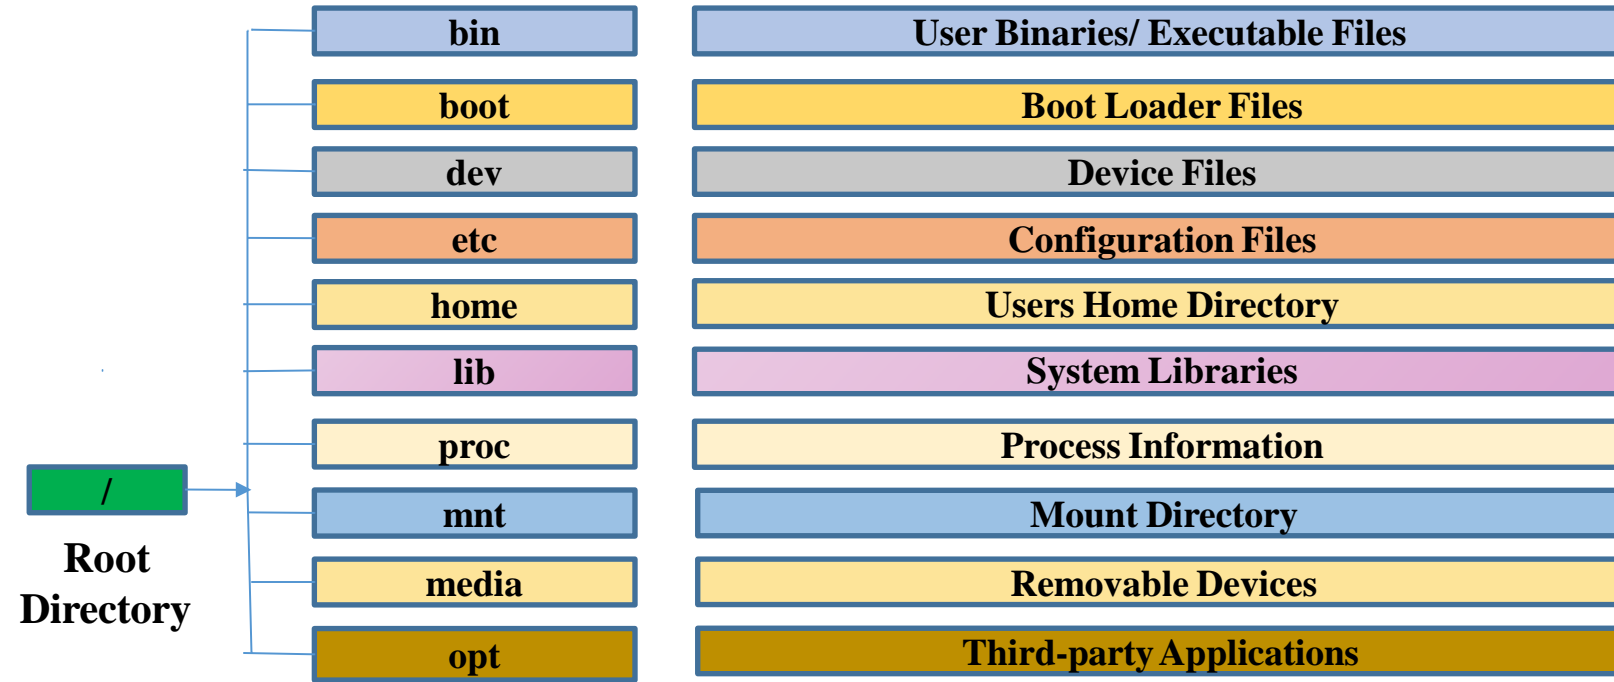 bin User Binaries/ Executable Files
boot Boot Loader Files
dev Device Files
etc Configuration Files
home Users Home Directory
lib System Libraries
proc Process Information
/
mnt Mount Directory
Root
Directory
media Removable Devices
opt Third-party Applications